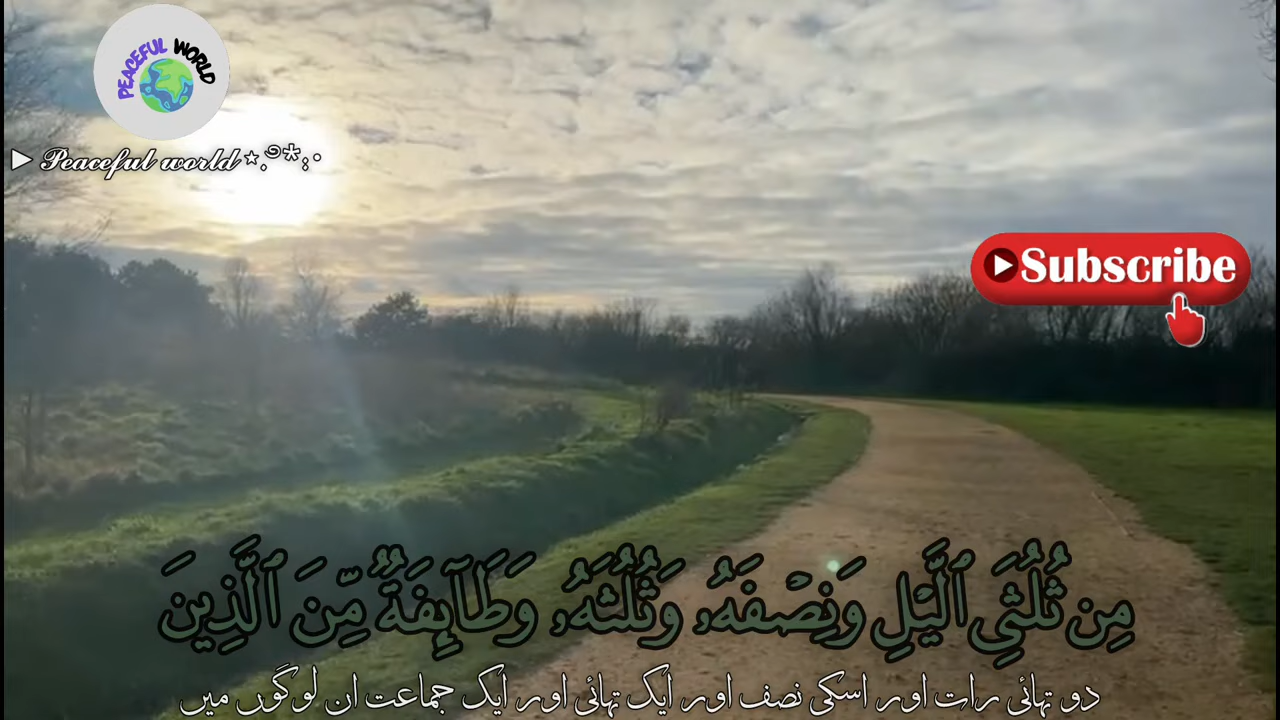 PEACEFUL WORLD
Peaceful world ⋆.࿐*:･
Subscribe
مِن ثُلُثَىِ ٱلَّيْلِ وَنِصْفَهُۥ وَثُلُثَهُۥ وَطَآئِفَةٌ مِّنَ ٱلَّذِينَ
دو تہائی رات اور اسکی نصف اور ایک تہائی اور ایک جماعت ان لوگوں میں